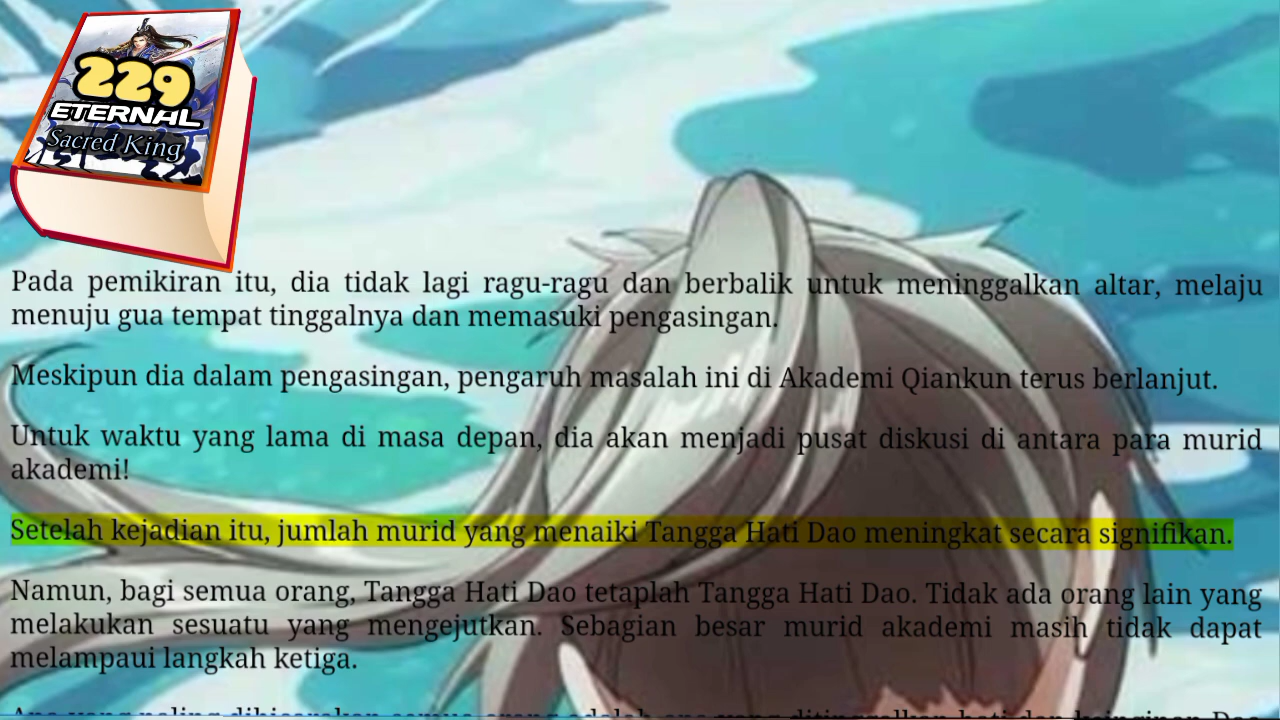 229
ETERNAL
Sacred King
Pada pemikiran itu, dia tidak lagi ragu-ragu dan berbalik untuk meninggalkan altar, melaju
menuju gua tempat tinggalnya dan memasuki pengasingan.
Meskipun dia dalam pengasingan, pengaruh masalah ini di Akademi Qiankun terus berlanjut.
Untuk waktu yang lama di masa depan, dia akan menjadi pusat diskusi di antara para murid
akademi!
Setelah kejadian itu, jumlah murid yang menaiki Tangga Hati Dao meningkat secara signifikan.
Namun, bagi semua orang, Tangga Hati Dao tetaplah Tangga Hati Dao. Tidak ada orang lain yang
melakukan sesuatu yang mengejutkan. Sebagian besar murid akademi masih tidak dapat
melampaui langkah ketiga.